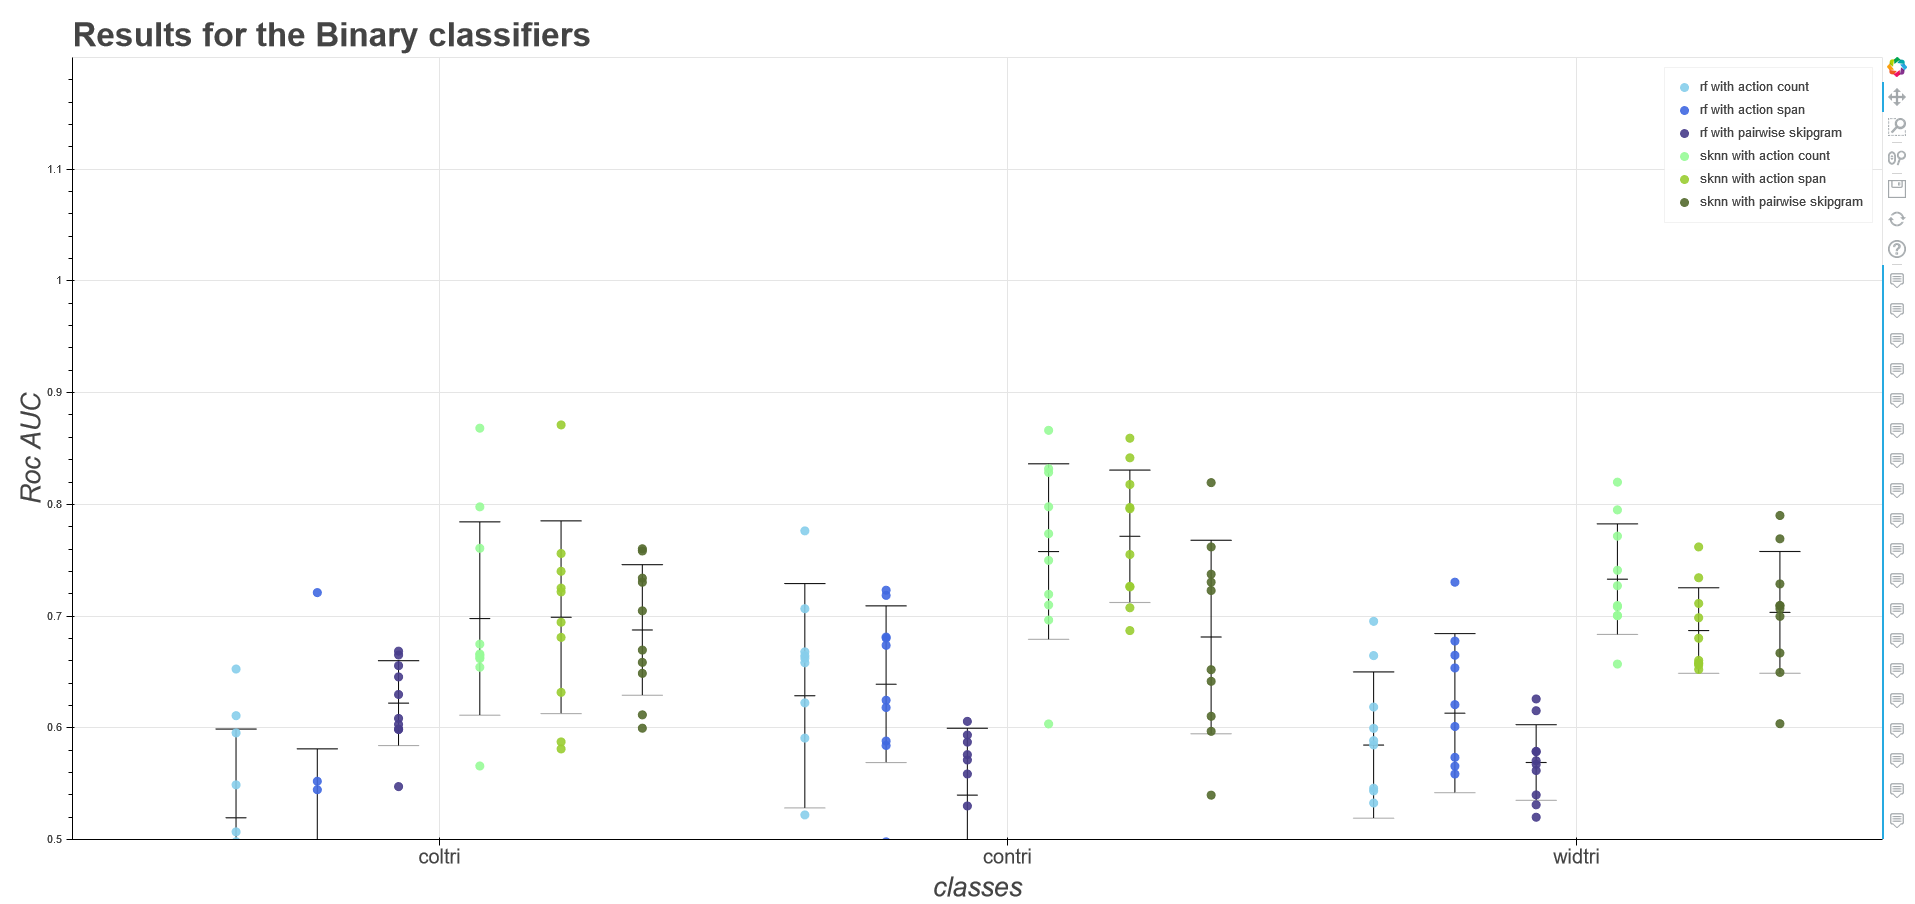 Results for the Binary classifiers
rf with action count
rf with action span
rf with pairwise skipgram
sknn with action count
sknn with action span
sknn with pairwise skipgram
Roc AUC
1.1
1
0.9
0.8
0.7
0.6
0.5
coltri
contri
widtri
classes